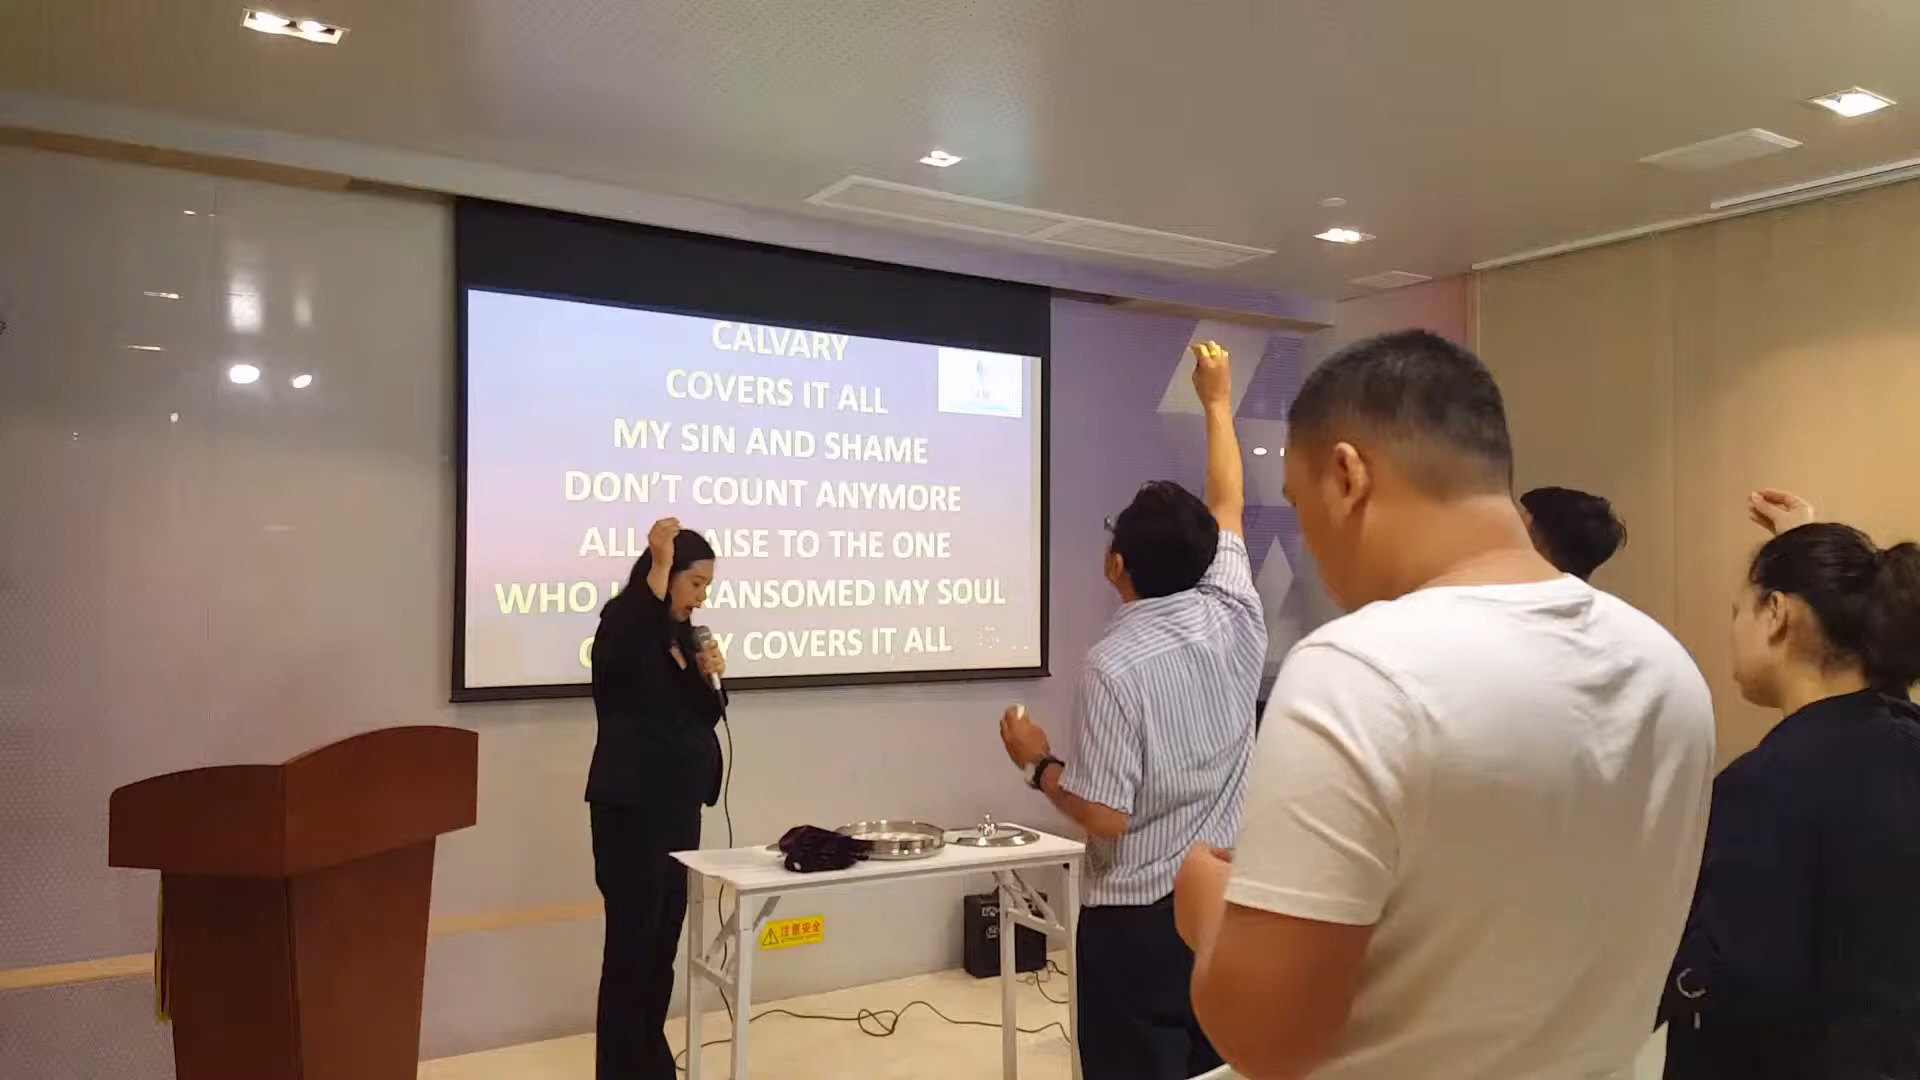 CALVARY
COVERS IT ALL
MY SIN AND SHAME
DON'T COUNT ANYMORE
ALL AISE TO THE ONE
WHO RANSOMED MY SOUL
Y COVERS IT ALL
注意安全